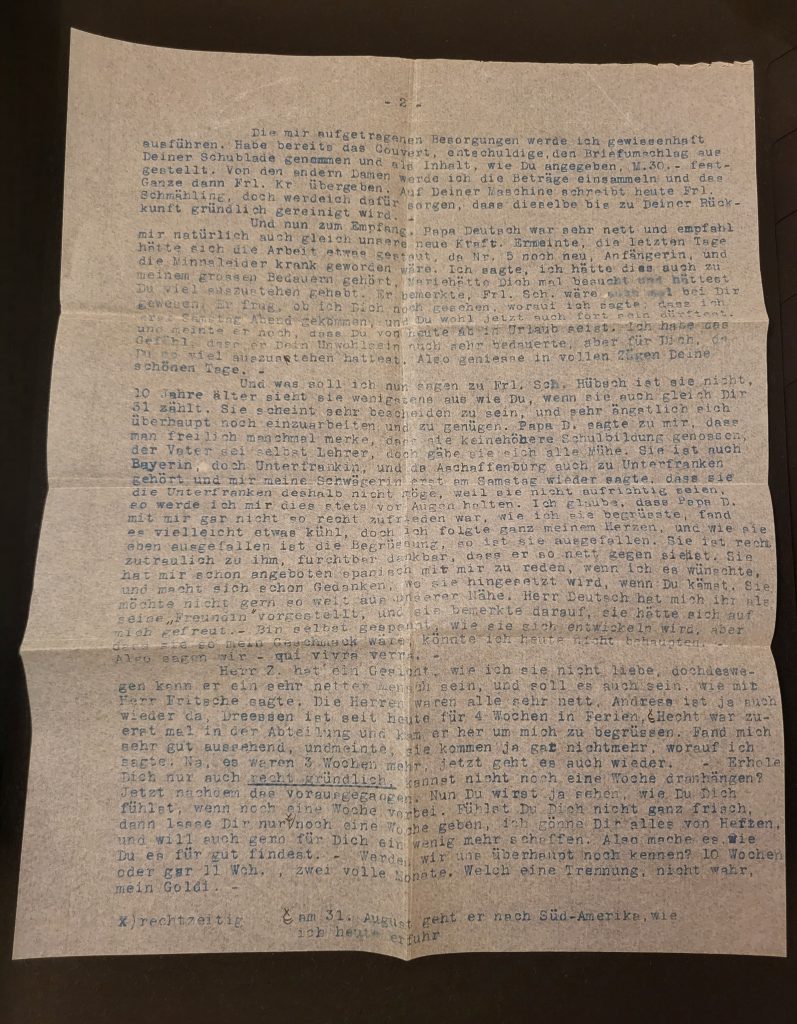 - 2 -
Die mir aufgetragenen Besorgungen werde ich gewissenhaft
ausführen. Habe bereits das Couvert, entschuldige,den Briefumschlag aus
Deiner Schublade genommen und als Inhalt, wie Du angegeben, M.30.- fest-
gestellt. Von den andern Damen werde ich die Beträge einsammeln und das
Ganze dann Frl. Kr übergeben. Auf Deiner Maschine schreibt heute Frl.
Schmähling, doch werdeich dafür sorgen, dass dieselbe bis zu Deiner Rück-
kunft gründlich gereinigt wird.
Und nun zum Empfang. Papa Deutsch war sehr nett und empfahl
mir natürlich auch gleich unsere neue Kraft. Ermeinte, die letzten Tage
hätte sich die Arbeit etwas gestaut, da Nr. 5 noch neu, Anfängerin, und
die Minnaleider krank geworden wäre. Ich sagte, ich hätte dies auch zu
meinem grossen Bedauern gehört, Mariehätte Dich mal besucht und hättest
Du viel auszustehen gehabt. Er bemerkte, Frl. Sch. wäre auch mal bei Dir
gewesen. Er frug, ob ich Dich noch gesehen, worauf ich sagte, dass ich
erst Samstag Abend gekommen, und Du wohl jetzt auch fort sein dürftest.
und meinte er noch, dass Du von heute ab in Urlaub seist. Ich habe das
Gefühl, dass er Dein Unwohlsein auch sehr bedauerte, aber für Dich, da
Du so viel auszustehen hattest. Also geniesse in vollen Zügen Deine
schönen Tage. -
Und was soll ich nun sagen zu Frl. Sch. Hübsch ist sie nicht,
10 Jahre älter sieht sie wenigstens aus wie Du, wenn sie auch gleich Dir
31 zählt. Sie scheint sehr bescheiden zu sein, und sehr ängstlich sich
überhaupt noch einzuarbeiten und zu genügen. Papa D. sagte zu mir, dass
man freilich manchmal merke, dass sie keinehöhere Schulbildung genossen,
der Vater sei selbst Lehrer, doch gäbe sie sich alle Mühe. Sie ist auch
Bayerin, doch Unterfrankin, und da Aschaffenburg auch zu Unterfranken
gehört und mir meine Schwägerin erst am Samstag wieder sagte, dass sie
die Unterfranken deshalb nicht möge, weil sie nicht aufrichtig seien,
so werde ich mir dies stets vor Augen halten. Ich glaube, dass Papa D.
mit mir gar nicht so recht zufrieden war, wie ich sie begrüsste, fand
es vielleicht etwas kühl, doch ich folgte ganz meinem Herzen, und wie sie
eben ausgefallen ist die Begrüssung, so ist sie ausgefallen. Sie ist recht
zutraulich zu ihm, furchtbar dankbar, dass er so nett gegen sieist. Sie
hat mir schon angeboten spanisch mit mir zu reden, wenn ich es wünschte,
und macht sich schon Gedanken, wo sie hingesetzt wird, wenn Du kämst. Sie
möchte nicht gern so weit aus unserer Nähe. Herr Deutsch hat mich ihr als
seine „Freundin" vorgestellt, und sie bemerkte darauf, sie hätte sich auf
mich gefreut.- Bin selbst gespannt, wie sie sich entwickeln wird, aber
dass sie so mein Geschmack wäre, könnte ich heute nicht behaupten.
Also sagen wir - qui vivra verra. -
Herr Z. hat ein Gesicht, wie ich sie nicht liebe, dochdeswe-
gen kann er ein sehr netter mensch sein, und soll es auch sein, wie mir
Herr Fritsche sagte. Die Herren waren alle sehr nett, Andress ist ja auch
wieder da, Dreessen ist seit heute für 4 Wochen in Ferien, x̣ Hecht war zu-
erst mal in der Abteilung und kam er her um mich zu begrüssen. Fand mich
sehr gut aussehend, undmeinte, sie kommen ja gar nichtmehr, worauf ich
sagte: Na, es waren 3 Wochen mehr, jetzt geht es auch wieder. - Erhole
Dich nur auch recht gründlich, kannst nicht noch eine Woche dranhängen?
Jetzt nachdem das vorausgegangen. Nun Du wirst ja sehen, wie Du Dich
fühlst, wenn noch eine Woche vorbei. Fühlst Du Dich nicht ganz frisch,
dann lasse Dir nur noch eine Woche geben, ich gönne Dir alles von Herzen,
und will auch gern für Dich ein wenig mehr schaffen. Also mache es wie
Du es für gut findest. - Werden wir uns überhaupt noch kennen? 10 Wochen
oder gar 11 Wch. , zwei volle Monate. Welch eine Trennung, nicht wahr,
mein Goldi. -
x)rechtzeitig am 31. August geht er nach Süd-Amerika, wie
ich heute erfuhr